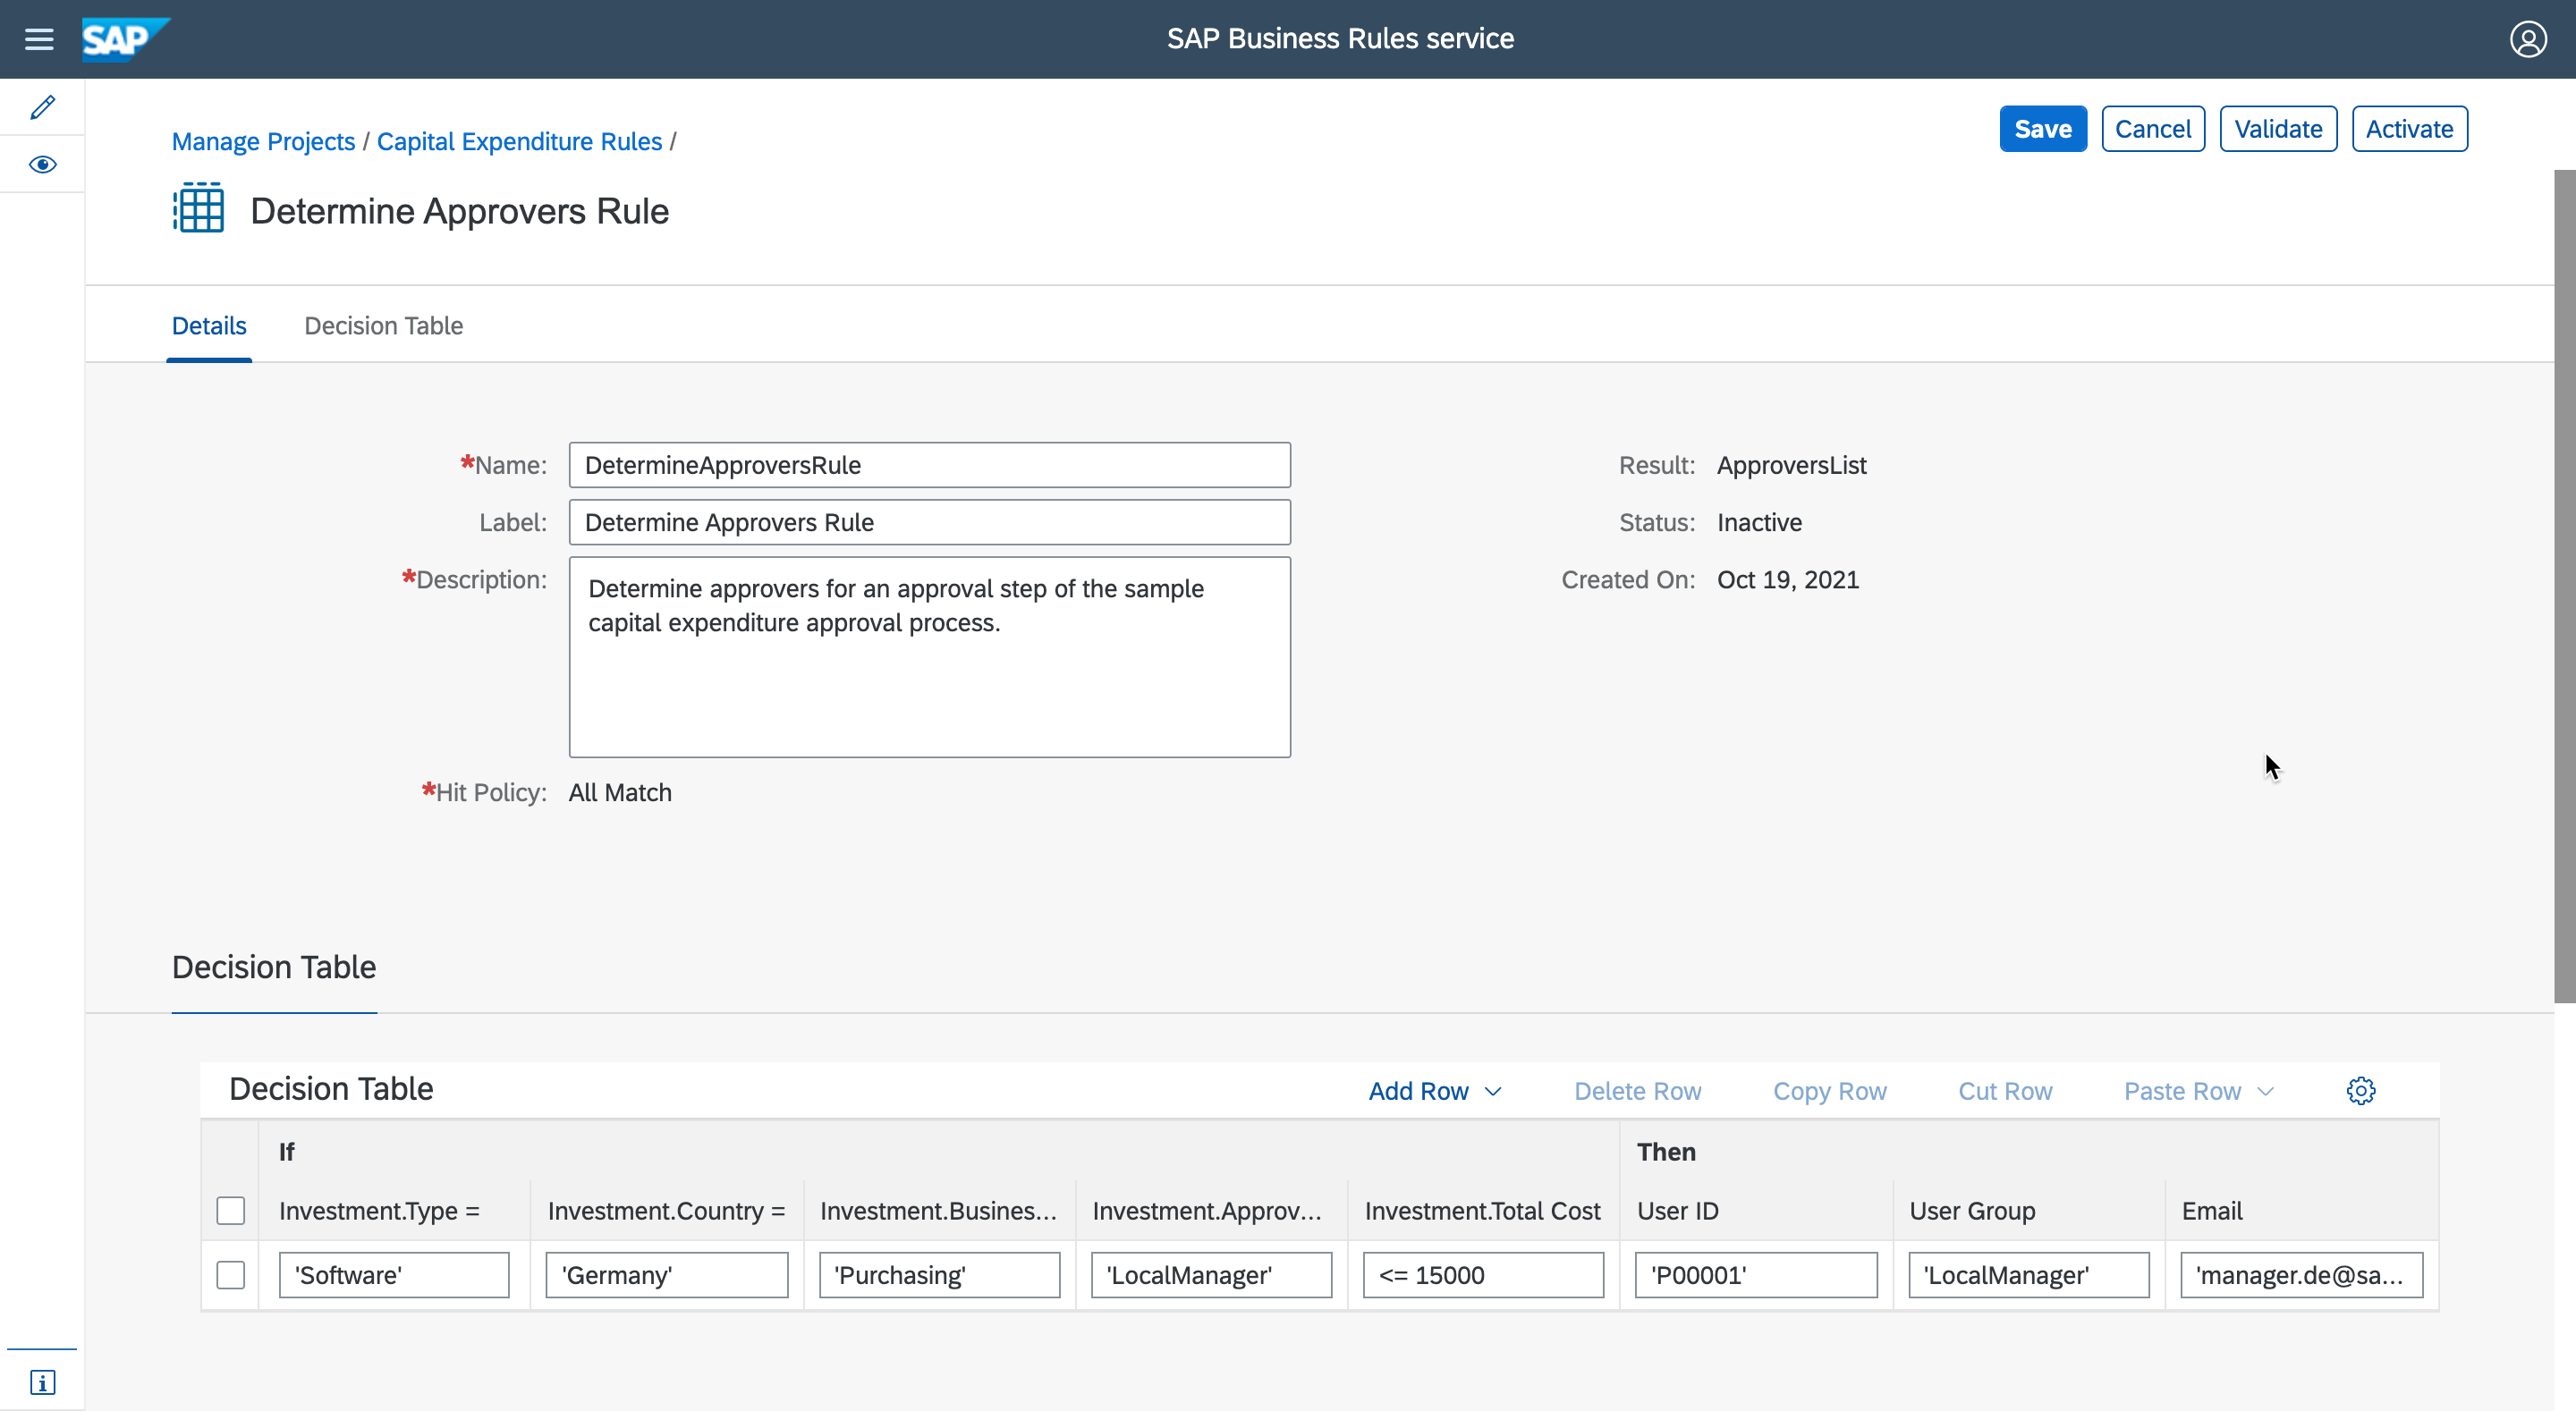 SAP
SAP Business Rules service
Manage Projects / Capital Expenditure Rules /
Save
Cancel
Validate
Activate
Determine Approvers Rule
Details
Decision Table
*Name:
DeterminApproversRule
Label:
Determine Approvers Rule
*Description:
Determine approvers for an approval step of the sample
capital expenditure approval process.
*Hit Policy:
All Match
Result:
ApproversList
Status:
Inactive
Created On:
Oct 19, 2021
Decision Table
Decision Table
Add Row
Delete Row
Copy Row
Cut Row
Paste Row
If
Then
Investment.Type =
Investment.Country =
Investment.Busines...
Investment.Approv...
Investment.Total Cost
User ID
User Group
Email
'Software'
'Germany'
'Purchasing'
'LocalManager'
<= 15000
'P00001'
'LocalManager'
'manager.de@sa...